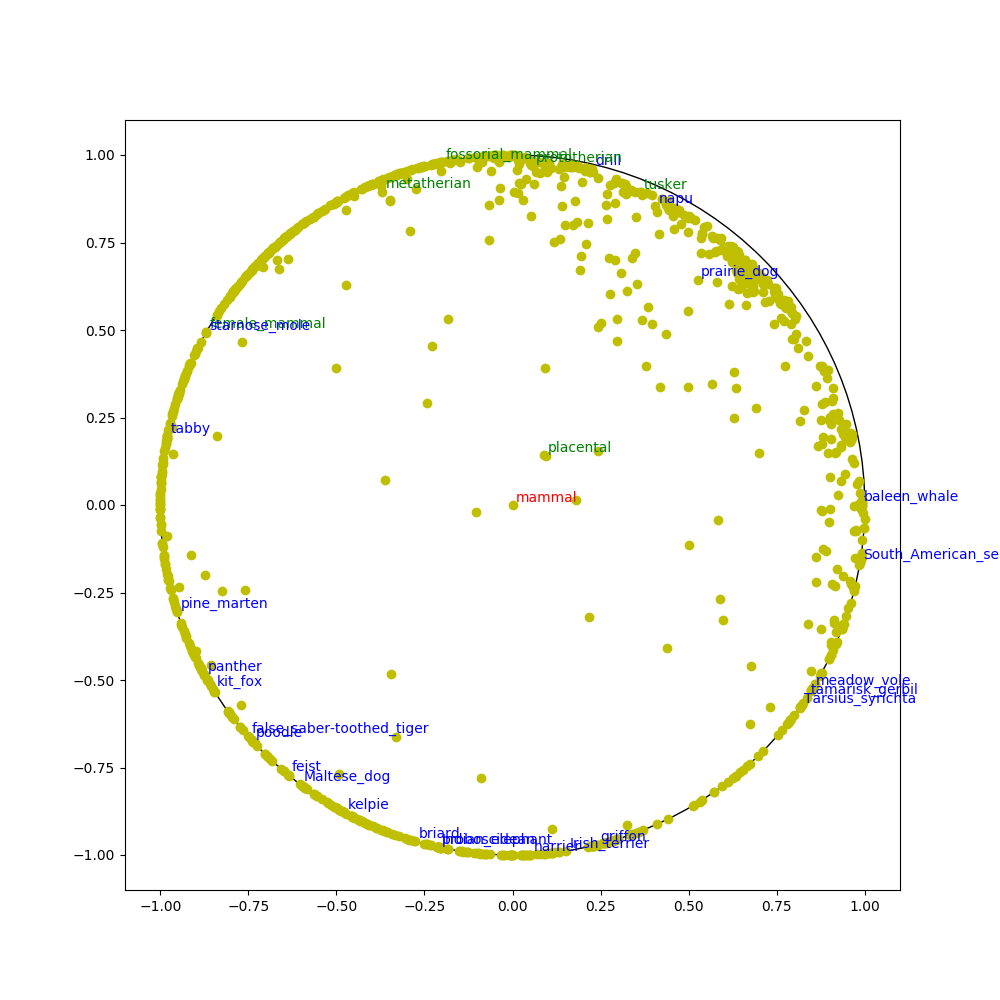 1.00
fossorial_mammal
prototherian
drill
metatherian
tusker
napu
0.75
prairie_dog
0.50
female_mammal
starnose_mole
0.25
tabby
placental
0.00
mammal
baleen_whale
South_American_se
−0.25
pine_marten
panther
−0.50
kit_fox
meadow_vole
tamarisk_gerbil
Tarsius_syrichta
false_saber-toothed_tiger
poodle
−0.75
feist
Maltese_dog
kelpie
briard
griffon
Irish_terrier
harrier
−1.00
−1.00
−0.75
−0.50
−0.25
0.00
0.25
0.50
0.75
1.00